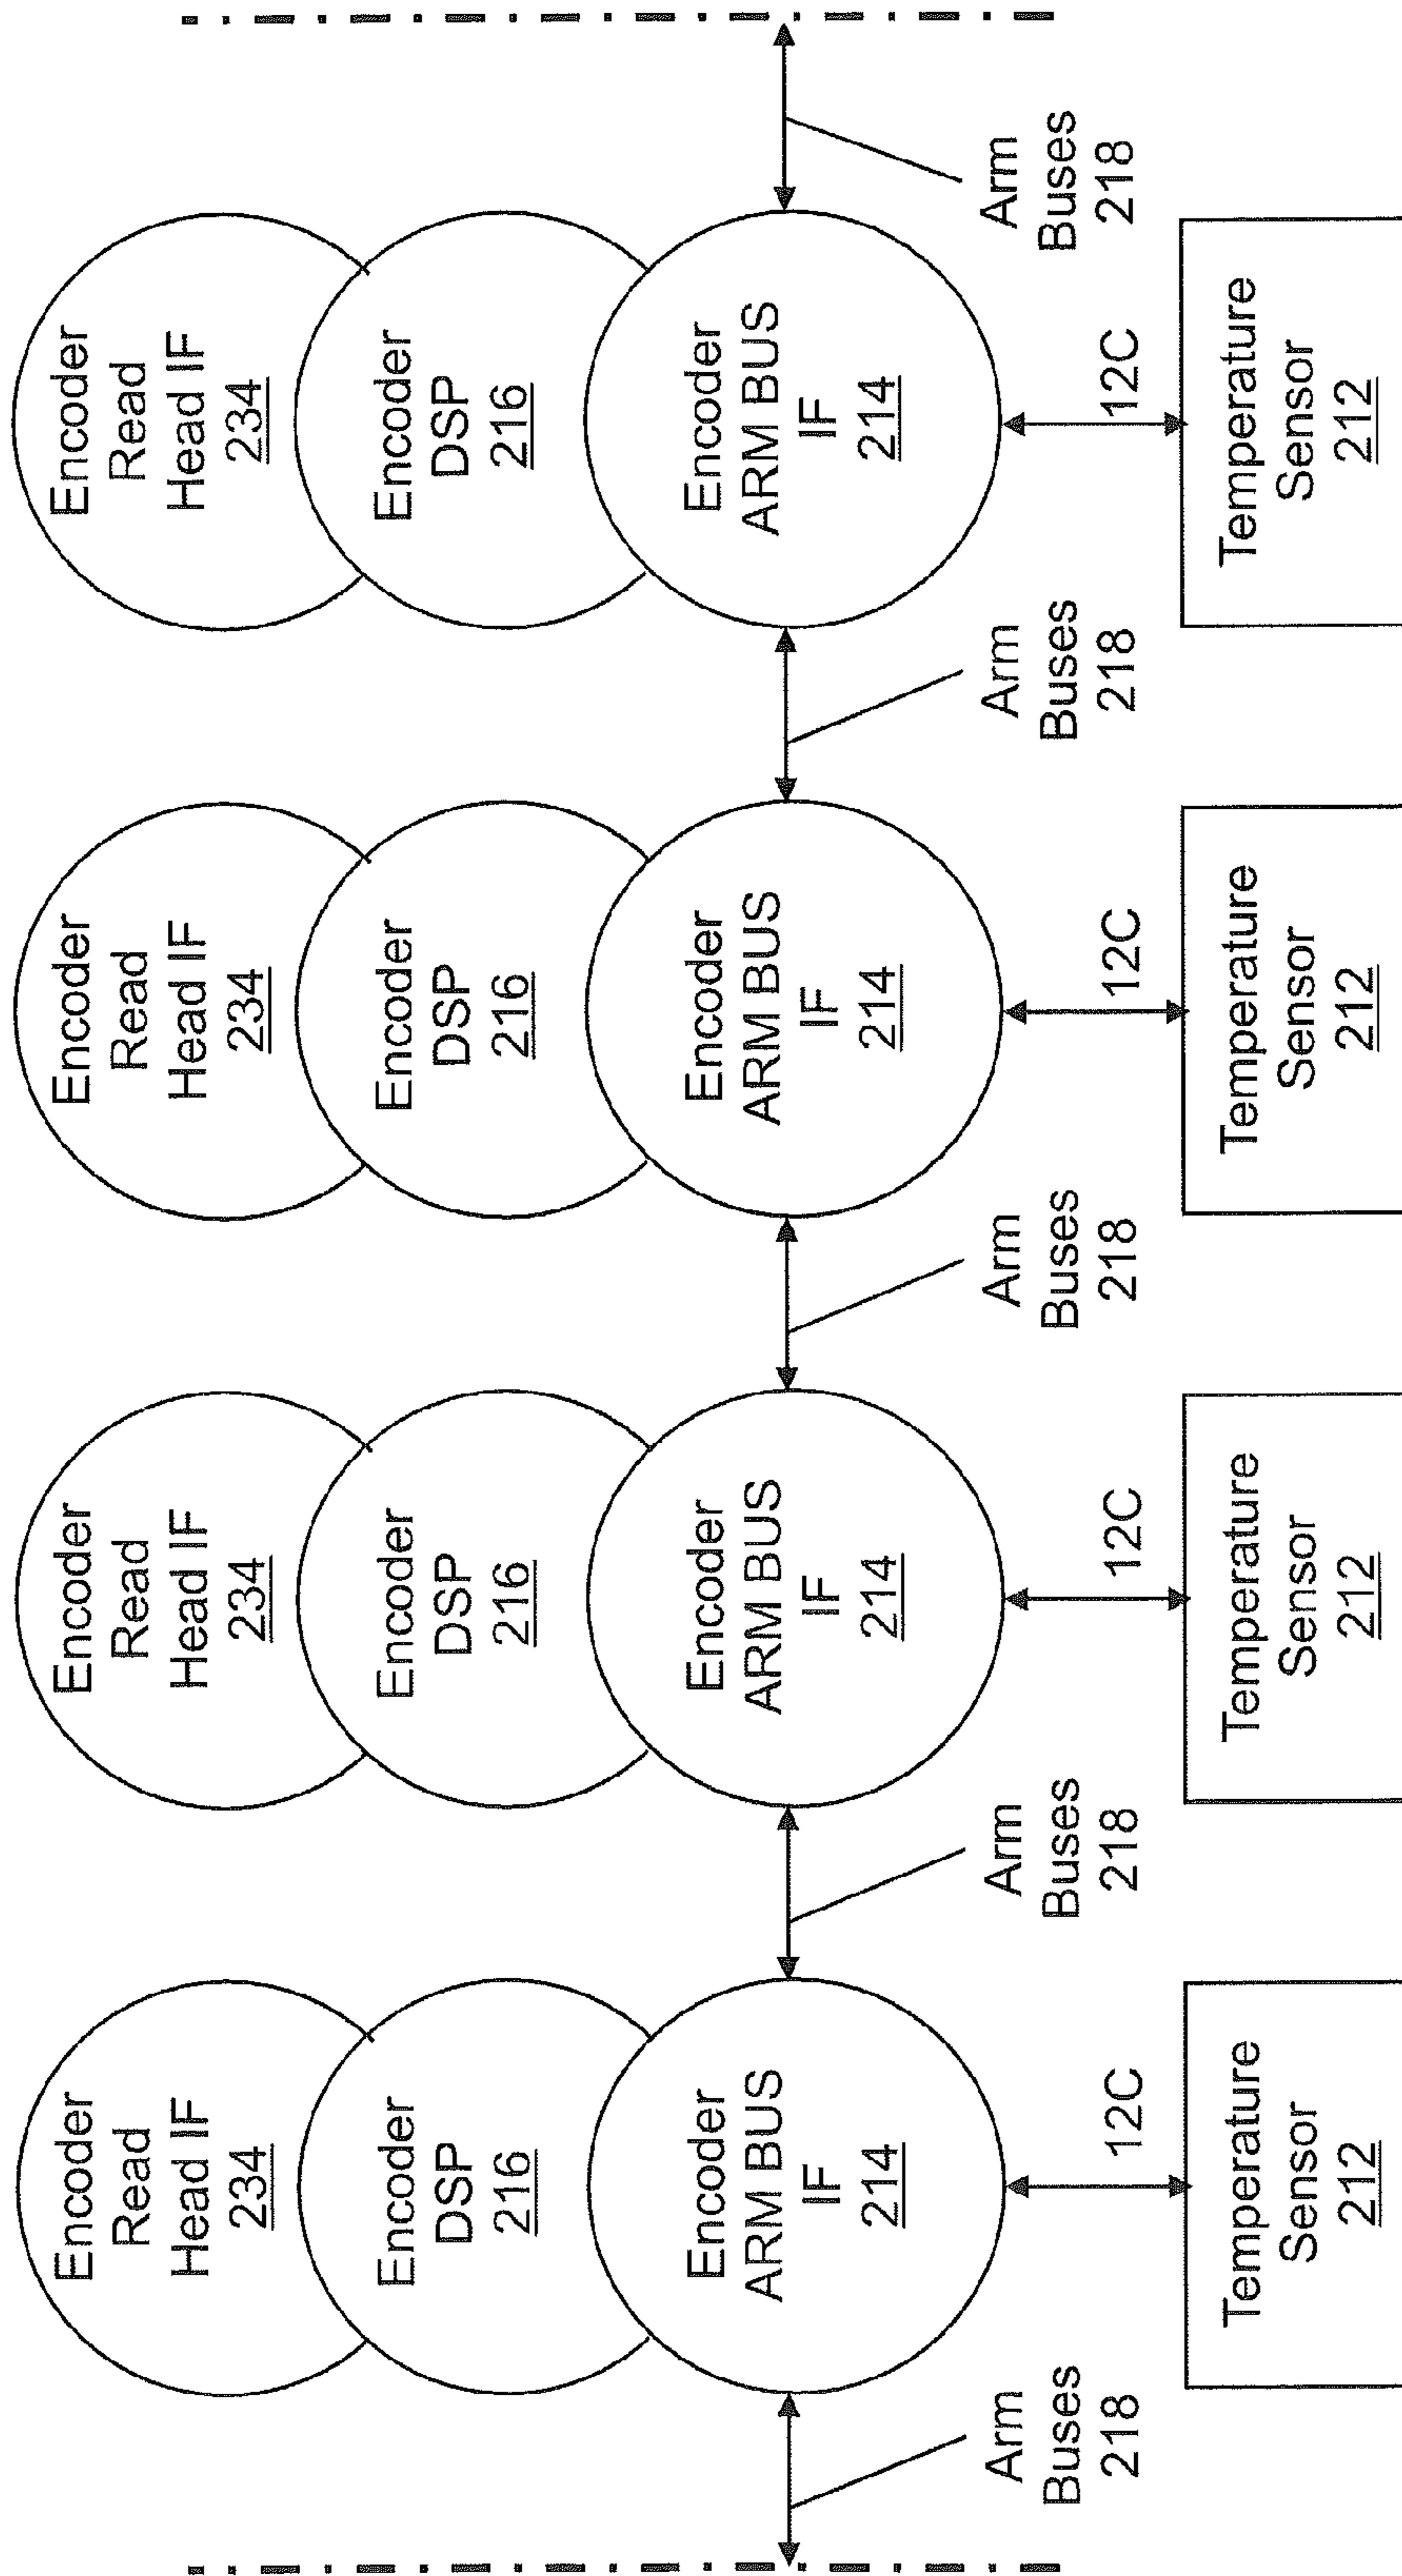 Encoder
Read
Head IF
234
Encoder
DSP
216
Encoder
ARM BUS
IF
214
Arm
Buses
218
12C
Temperature
Sensor
212
Encoder
Read
Head IF
234
Encoder
DSP
216
Encoder
ARM BUS
IF
214
Arm
Buses
218
12C
Temperature
Sensor
212
Encoder
Read
Head IF
234
Encoder
DSP
216
Encoder
ARM BUS
IF
214
Arm
Buses
218
12C
Temperature
Sensor
212
Encoder
Read
Head IF
234
Encoder
DSP
216
Encoder
ARM BUS
IF
214
Arm
Buses
218
12C
Temperature
Sensor
212
Arm
Buses
218